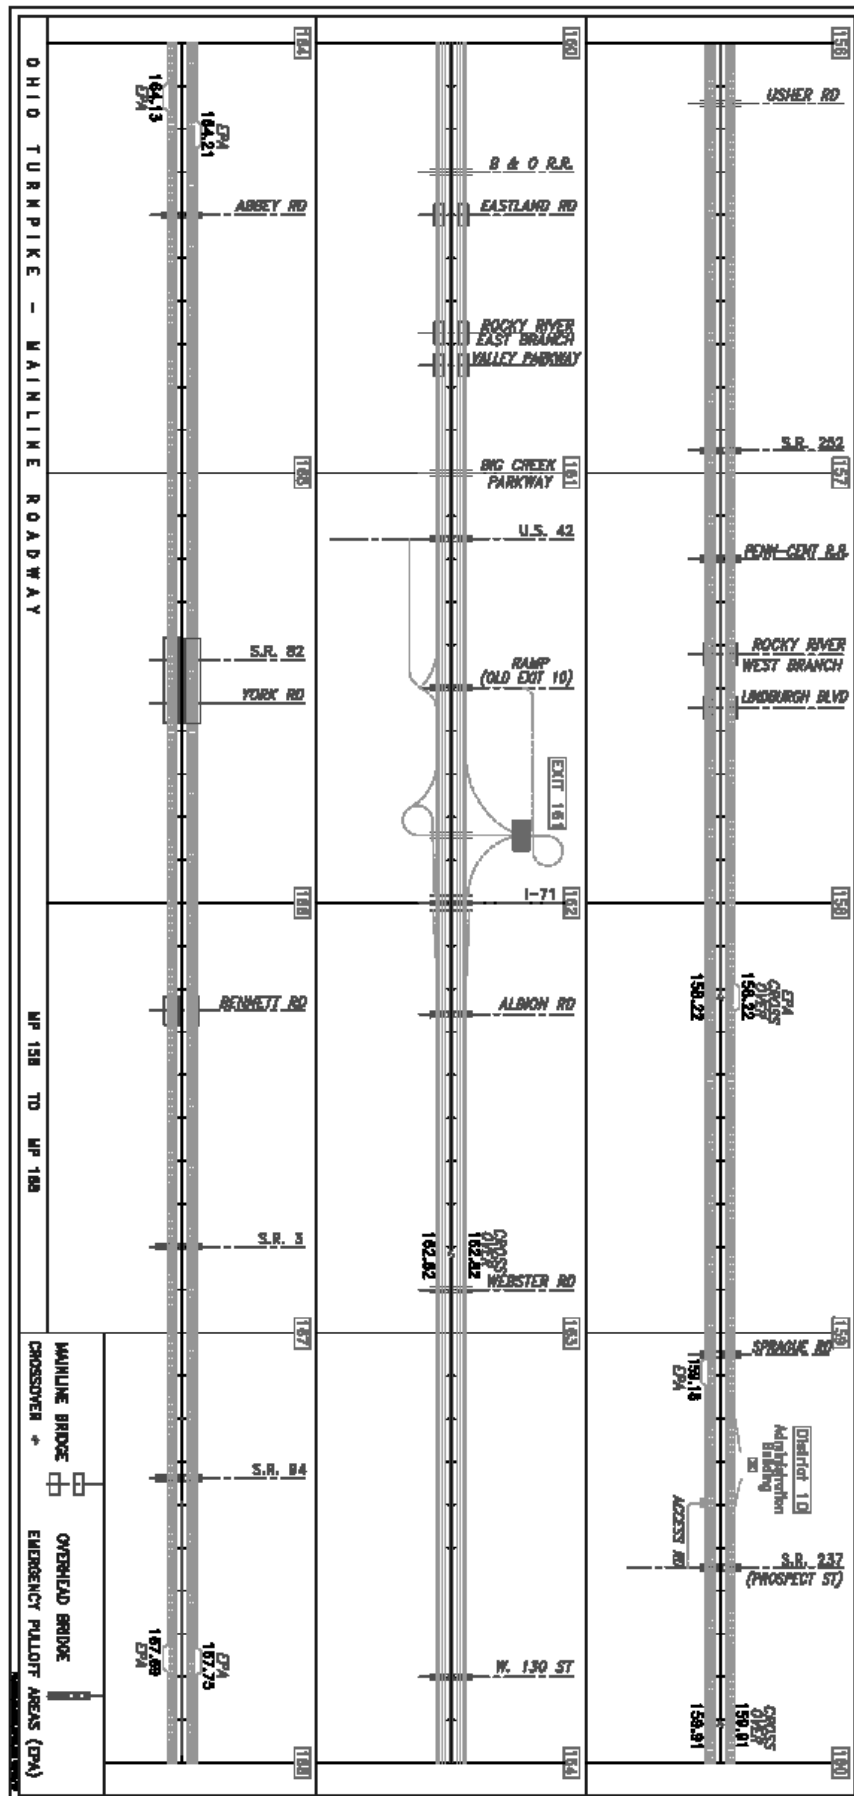 156
USHER RD
S.R. 252
157
PENN-CENT R.R.
ROCKY RIVER
WEST BRANCH
LINDBURGH BLVD
158
EPA
CROSS
OVER
158.22
158.22
159
SPRAGUE RD
159.15
EPA
District 10
Administration
Building
ACCESS RD
S.R. 237
(PROSPECT ST)
CROSS
OVER
159.91
159.91
160
160
B & O R.R.
EASTLAND RD
ROCKY RIVER
EAST BRANCH
VALLEY PARKWAY
BIG CREEK
PARKWAY
161
U.S. 42
RAMP
(OLD EXIT 10)
EXIT 161
I-71
162
ALBION RD
CROSS
OVER
162.82
162.82
WEBSTER RD
163
W. 130 ST
164
164
164.13
EPA
EPA
164.21
ABBEY RD
165
S.R. 82
YORK RD
166
BENNETT RD
S.R. 3
167
S.R. 94
EPA
167.75
EPA
168
OHIO TURNPIKE - MAINLINE ROADWAY
MP 156 TO MP 168
MAINLINE BRIDGE
OVERHEAD BRIDGE
CROSSOVER +
EMERGENCY PULLOFF AREAS (EPA)